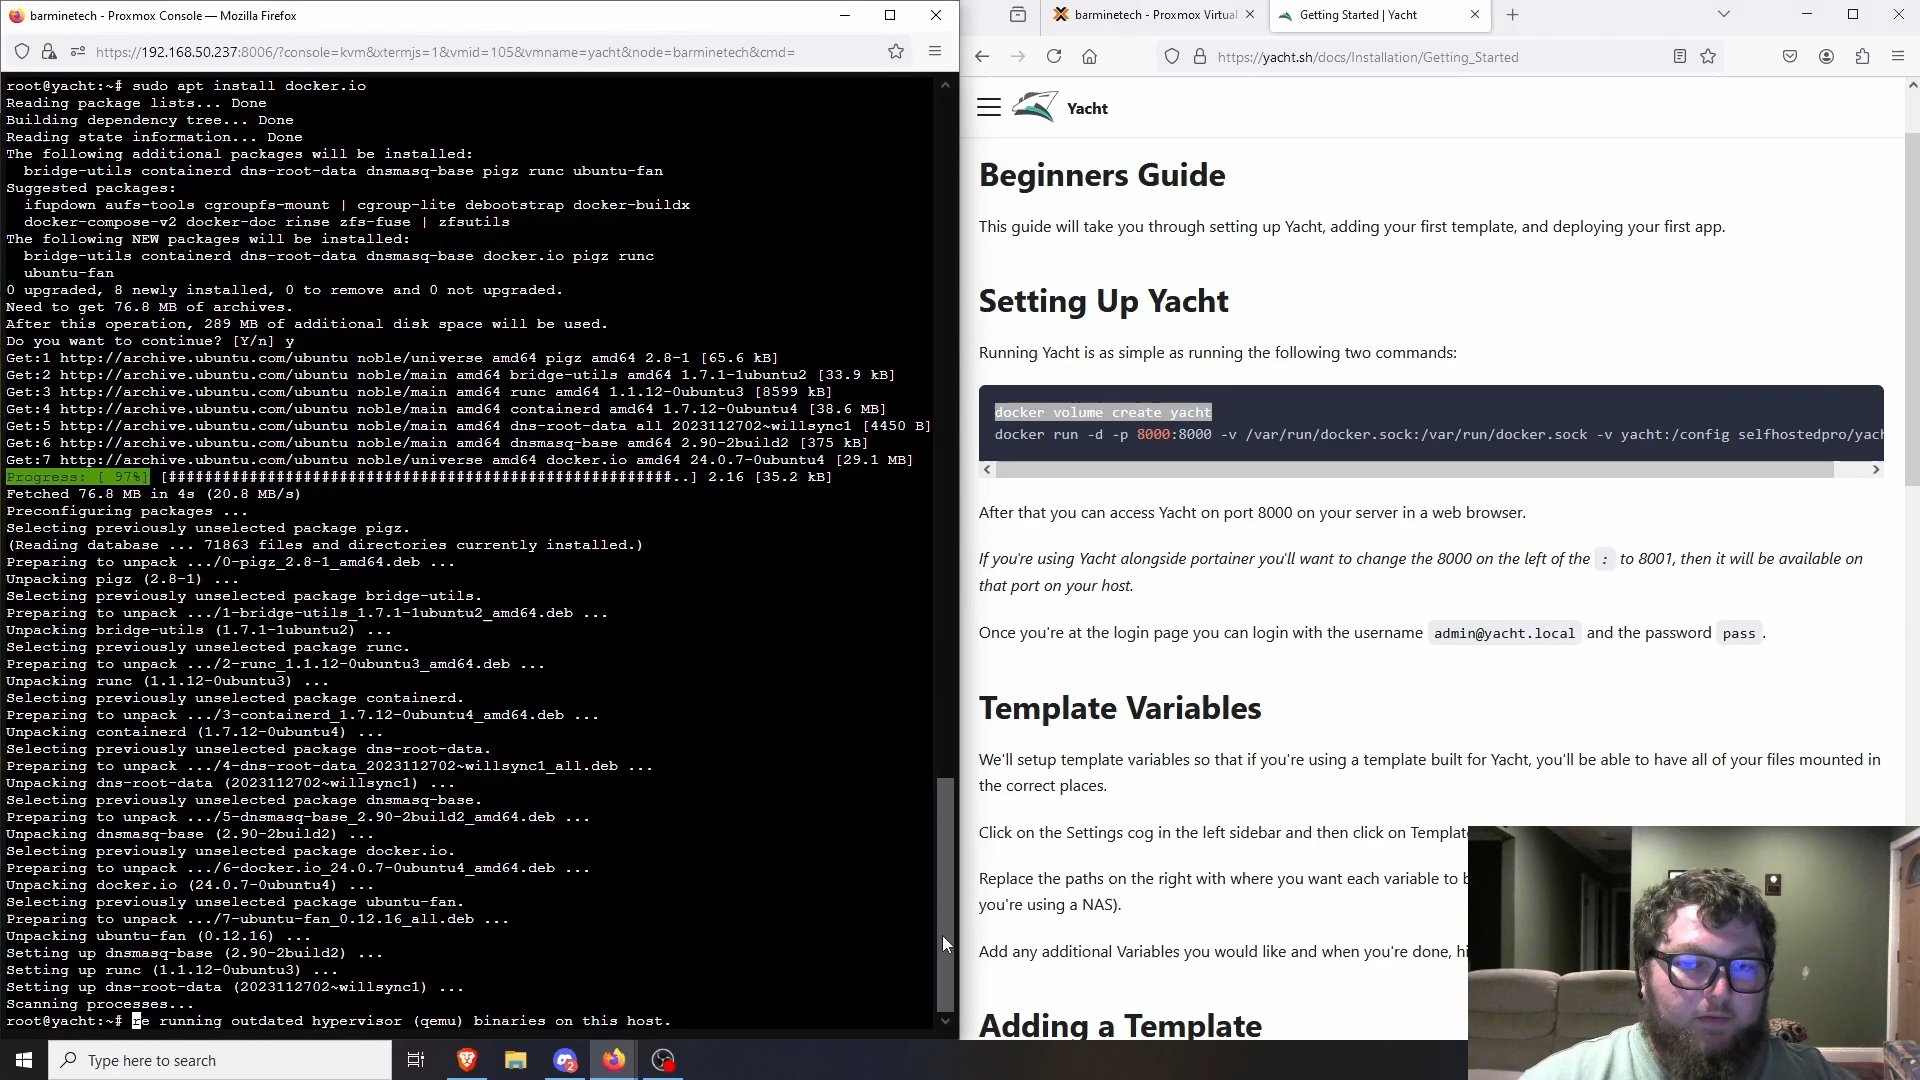 barminetech - Proxmox Console — Mozilla Firefox
https://192.168.50.237:8006/?console=kvm&xtermjs=1&vmid=105&vmname=yacht&node=barminetech&cmd=
root@yacht:~# sudo apt install docker.io
Reading package lists... Done
Building dependency tree... Done
Reading state information... Done
The following additional packages will be installed:
bridge-utils containerd dns-root-data dnsmasq-base pigz runc ubuntu-fan
Suggested packages:
ifupdown aufs-tools cgroupfs-mount | cgroup-lite debootstrap docker-buildx
docker-compose-v2 docker-doc rinse zfs-fuse | zfsutils
The following NEW packages will be installed:
bridge-utils containerd dns-root-data dnsmasq-base docker.io pigz runc
ubuntu-fan
0 upgraded, 8 newly installed, 0 to remove and 0 not upgraded.
Need to get 76.8 MB of archives.
After this operation, 289 MB of additional disk space will be used.
Do you want to continue? [Y/n] y
Get:1 http://archive.ubuntu.com/ubuntu noble/universe amd64 pigz amd64 2.8-1 [65.6 kB]
Get:2 http://archive.ubuntu.com/ubuntu noble/main amd64 bridge-utils amd64 1.7.1-1ubuntu2 [33.9 kB]
Get:3 http://archive.ubuntu.com/ubuntu noble/main amd64 runc amd64 1.1.12-0ubuntu3 [8599 kB]
Get:4 http://archive.ubuntu.com/ubuntu noble/main amd64 containerd amd64 1.7.12-0ubuntu4 [38.6 MB]
Get:5 http://archive.ubuntu.com/ubuntu noble/main amd64 dns-root-data all 2023112702~willsync1 [4450 B]
Get:6 http://archive.ubuntu.com/ubuntu noble/main amd64 dnsmasq-base amd64 2.90-2build2 [375 kB]
Get:7 http://archive.ubuntu.com/ubuntu noble/universe amd64 docker.io amd64 24.0.7-0ubuntu4 [29.1 MB]
Progress: [ 97%] [########################################################..] 2.16 [35.2 kB]
Fetched 76.8 MB in 4s (20.8 MB/s)
Preconfiguring packages ...
Selecting previously unselected package pigz.
(Reading database ... 71863 files and directories currently installed.)
Preparing to unpack .../0-pigz_2.8-1_amd64.deb ...
Unpacking pigz (2.8-1) ...
Selecting previously unselected package bridge-utils.
Preparing to unpack .../1-bridge-utils_1.7.1-1ubuntu2_amd64.deb ...
Unpacking bridge-utils (1.7.1-1ubuntu2) ...
Selecting previously unselected package runc.
Preparing to unpack .../2-runc_1.1.12-0ubuntu3_amd64.deb ...
Unpacking runc (1.1.12-0ubuntu3) ...
Selecting previously unselected package containerd.
Preparing to unpack .../3-containerd_1.7.12-0ubuntu4_amd64.deb ...
Unpacking containerd (1.7.12-0ubuntu4) ...
Selecting previously unselected package dns-root-data.
Preparing to unpack .../4-dns-root-data_2023112702~willsync1_all.deb ...
Unpacking dns-root-data (2023112702~willsync1) ...
Selecting previously unselected package dnsmasq-base.
Preparing to unpack .../5-dnsmasq-base_2.90-2build2_amd64.deb ...
Unpacking dnsmasq-base (2.90-2build2) ...
Selecting previously unselected package docker.io.
Preparing to unpack .../6-docker.io_24.0.7-0ubuntu4_amd64.deb ...
Unpacking docker.io (24.0.7-0ubuntu4) ...
Selecting previously unselected package ubuntu-fan.
Preparing to unpack .../7-ubuntu-fan_0.12.16_all.deb ...
Unpacking ubuntu-fan (0.12.16) ...
Setting up dnsmasq-base (2.90-2build2) ...
Setting up runc (1.1.12-0ubuntu3) ...
Setting up dns-root-data (2023112702~willsync1) ...
Scanning processes...
root@yacht:~# re running outdated hypervisor (qemu) binaries on this host.
Type here to search
2
barminetech - Proxmox Virtual
Getting Started | Yacht
https://yacht.sh/docs/Installation/Getting_Started
Yacht
Beginners Guide
This guide will take you through setting up Yacht, adding your first template, and deploying your first app.
Setting Up Yacht
Running Yacht is as simple as running the following two commands:
docker volume create yacht
docker run -d -p 8000:8000 -v /var/run/docker.sock:/var/run/docker.sock -v yacht:/config selfhostedpro/yach
After that you can access Yacht on port 8000 on your server in a web browser.
If you're using Yacht alongside portainer you'll want to change the 8000 on the left of the : to 8001, then it will be available on
that port on your host.
Once you're at the login page you can login with the username admin@yacht.local and the password pass .
Template Variables
We'll setup template variables so that if you're using a template built for Yacht, you'll be able to have all of your files mounted in
the correct places.
Click on the Settings cog in the left sidebar and then click on Templat
Replace the paths on the right with where you want each variable to b
you're using a NAS).
Add any additional Variables you would like and when you're done, hi
Adding a Template